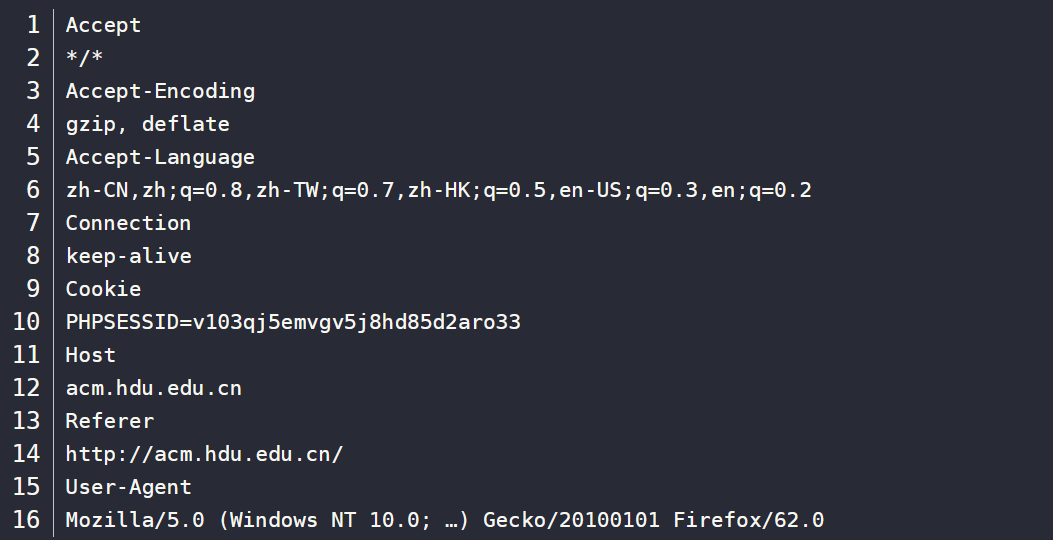 1 Accept
2 */*
3 Accept-Encoding
4 gzip, deflate
5 Accept-Language
6 zh-CN,zh;q=0.8,zh-TW;q=0.7,zh-HK;q=0.5,en-US;q=0.3,en;q=0.2
7 Connection
8 keep-alive
9 Cookie
10 PHPSESSID=v103qj5emvgv5j8hd85d2aro33
11 Host
12 acm.hdu.edu.cn
13 Referer
14 http://acm.hdu.edu.cn/
15 User-Agent
16 Mozilla/5.0 (Windows NT 10.0; …) Gecko/20100101 Firefox/62.0